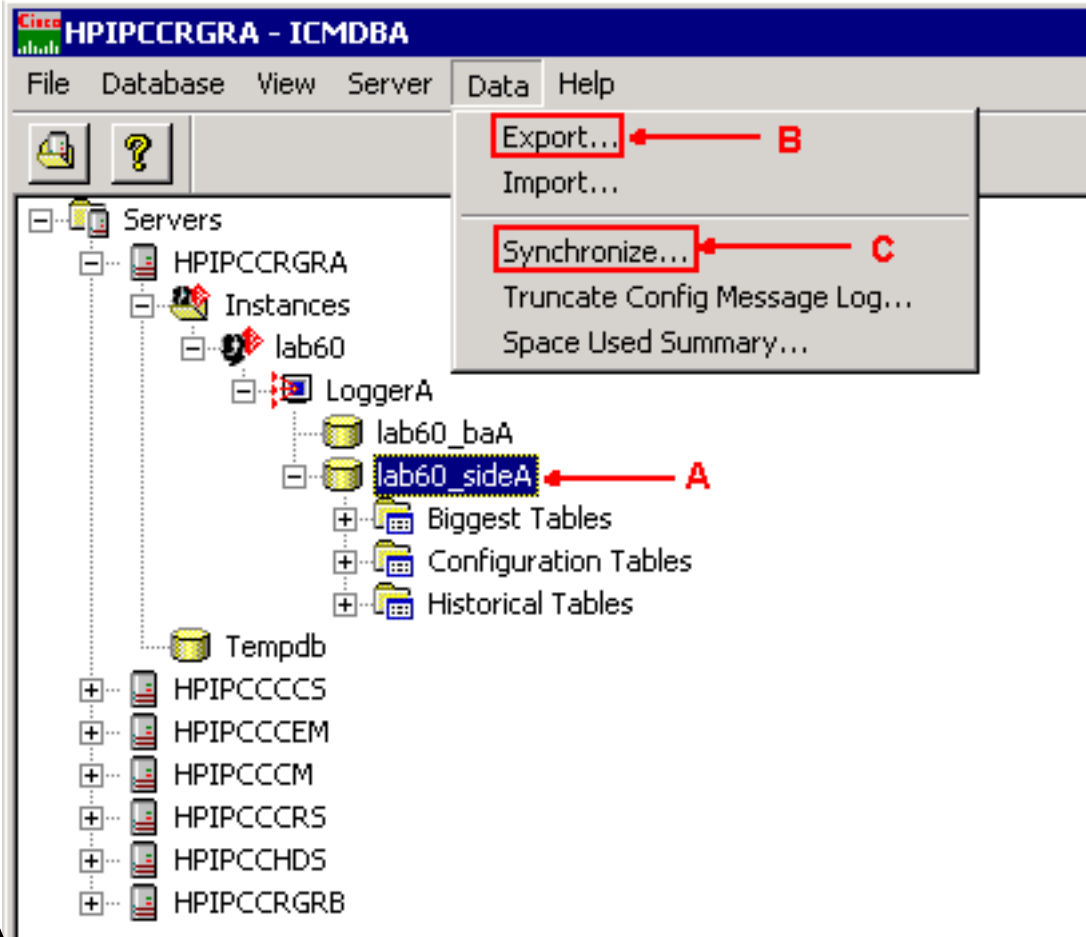 Cisco
HPIPCCRGRA - ICMDBA
File Database View Server Data Help
Export... B
Import...
Synchronize... C
Truncate Config Message Log...
Space Used Summary...
Servers
HPIPCCRGRA
Instances
lab60
LoggerA
lab60_baA
lab60_sideA A
Biggest Tables
Configuration Tables
Historical Tables
Tempdb
HPIPCCCCS
HPIPCCCEM
HPIPCCCM
HPIPCCCRS
HPIPCCHDS
HPIPCCRGRB